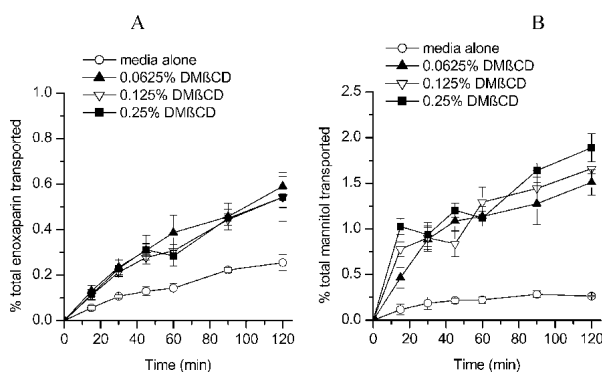 A
media alone
0.0625% DMßCD
0.125% DMßCD
0.25% DMßCD
% total enoxaparin transported
1.0
0.8
0.6
0.4
0.2
0.0
0 20 40 60 80 100 120
Time (min)
B
media alone
0.0625% DMßCD
0.125% DMßCD
0.25% DMßCD
% total mannitol transported
2.5
2.0
1.5
1.0
0.5
0.0
0 20 40 60 80 100 120
Time (min)